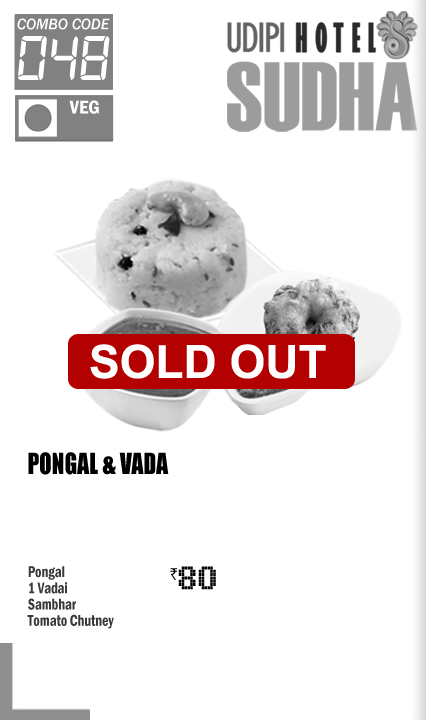 COMBO CODE
048
VEG
UDIPI HOTEL
SUDHA
SOLD OUT
PONGAL & VADA
Pongal
1 Vadai
Sambhar
Tomato Chutney
₹80